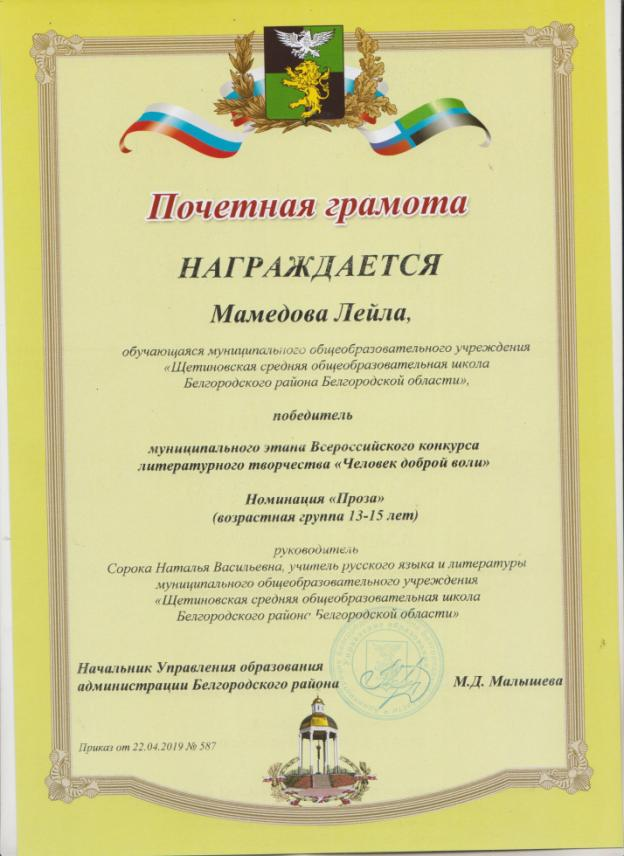 Почетная грамота
НАГРАЖДАЕТСЯ
Мамедова Лейла,
обучающаяся муниципального общеобразовательного учреждения
«Щетиновская средняя общеобразовательная школа
Белгородского района Белгородской области»,
победитель
муниципального этапа Всероссийского конкурса
литературного творчества «Человек доброй воли»
Номинация «Проза»
(возрастная группа 13-15 лет)
руководитель
Сорока Наталья Васильевна, учитель русского языка и литературы
муниципального общеобразовательного учреждения
«Щетиновская средняя общеобразовательная школа
Белгородского района Белгородской области»
Начальник Управления образования
администрации Белгородского района
М.Д. Малышева
Приказ от 22.04.2019 № 587